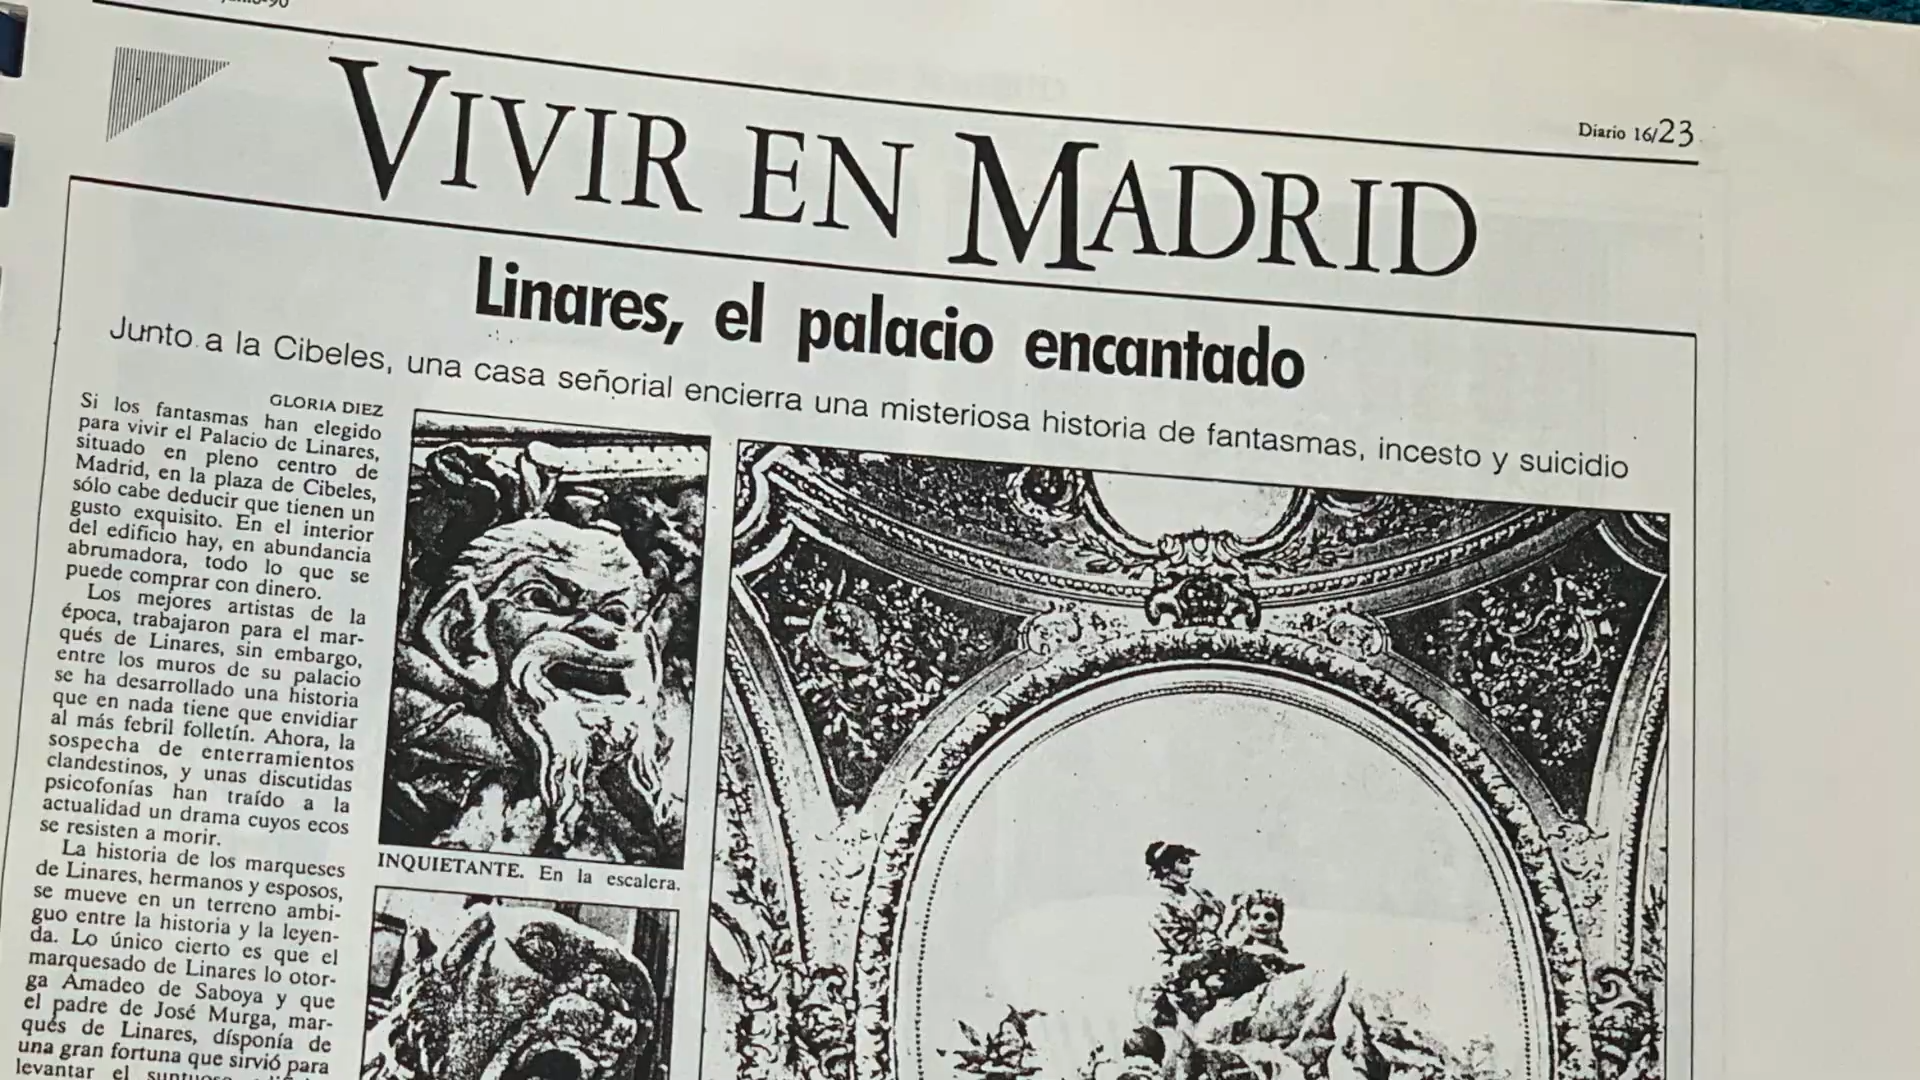 Diario 16/23
VIVIR EN MADRID
Linares, el palacio encantado
Junto a la Cibeles, una casa señorial encierra una misteriosa historia de fantasmas, incesto y suicidio
GLORIA DIEZ
Si los fantasmas han elegido
para vivir el Palacio de Linares,
situado en pleno centro de
Madrid, en la plaza de Cibeles,
sólo cabe deducir que tienen un
gusto exquisito. En el interior
del edificio hay, en abundancia
abrumadora, todo lo que se
puede comprar con dinero.
Los mejores artistas de la
época, trabajaron para el mar-
qués de Linares, sin embargo,
entre los muros de su palacio
se ha desarrollado una historia
que en nada tiene que envidiar
al más febril folletín. Ahora, la
sospecha de enterramientos
clandestinos, y unas discutidas
psicofonías han traído a la
actualidad un drama cuyos ecos
se resisten a morir.
La historia de los marqueses
de Linares, hermanos y esposos,
se mueve en un terreno ambi-
guo entre la historia y la leyen-
da. Lo único cierto es que el
marquesado de Linares lo otor-
ga Amadeo de Saboya y que
el padre de José Murga, mar-
qués de Linares, dísponía de
una gran fortuna que sirvió para
levantar el
INQUIETANTE. En la escalera.